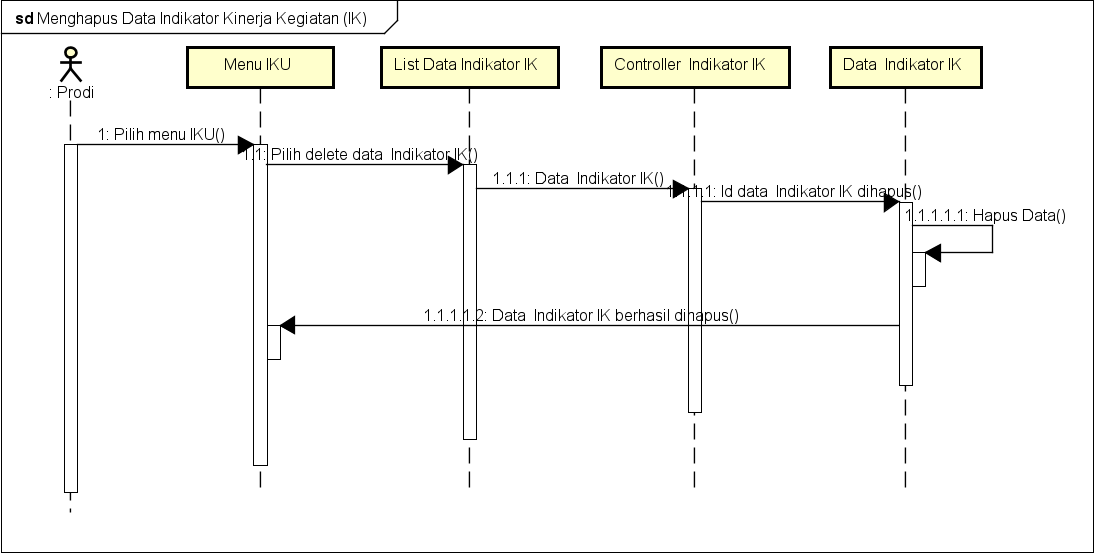 sd Menghapus Data Indikator Kinerja Kegiatan (IK)
: Prodi
Menu IKU
List Data Indikator IK
Controller Indikator IK
Data Indikator IK
1: Pilih menu IKU()
1.1: Pilih delete data Indikator IK()
1.1.1: Data Indikator IK()
1.1.1.1: Id data Indikator IK dihapus()
1.1.1.1.1: Hapus Data()
1.1.1.1.2: Data Indikator IK berhasil dihapus()